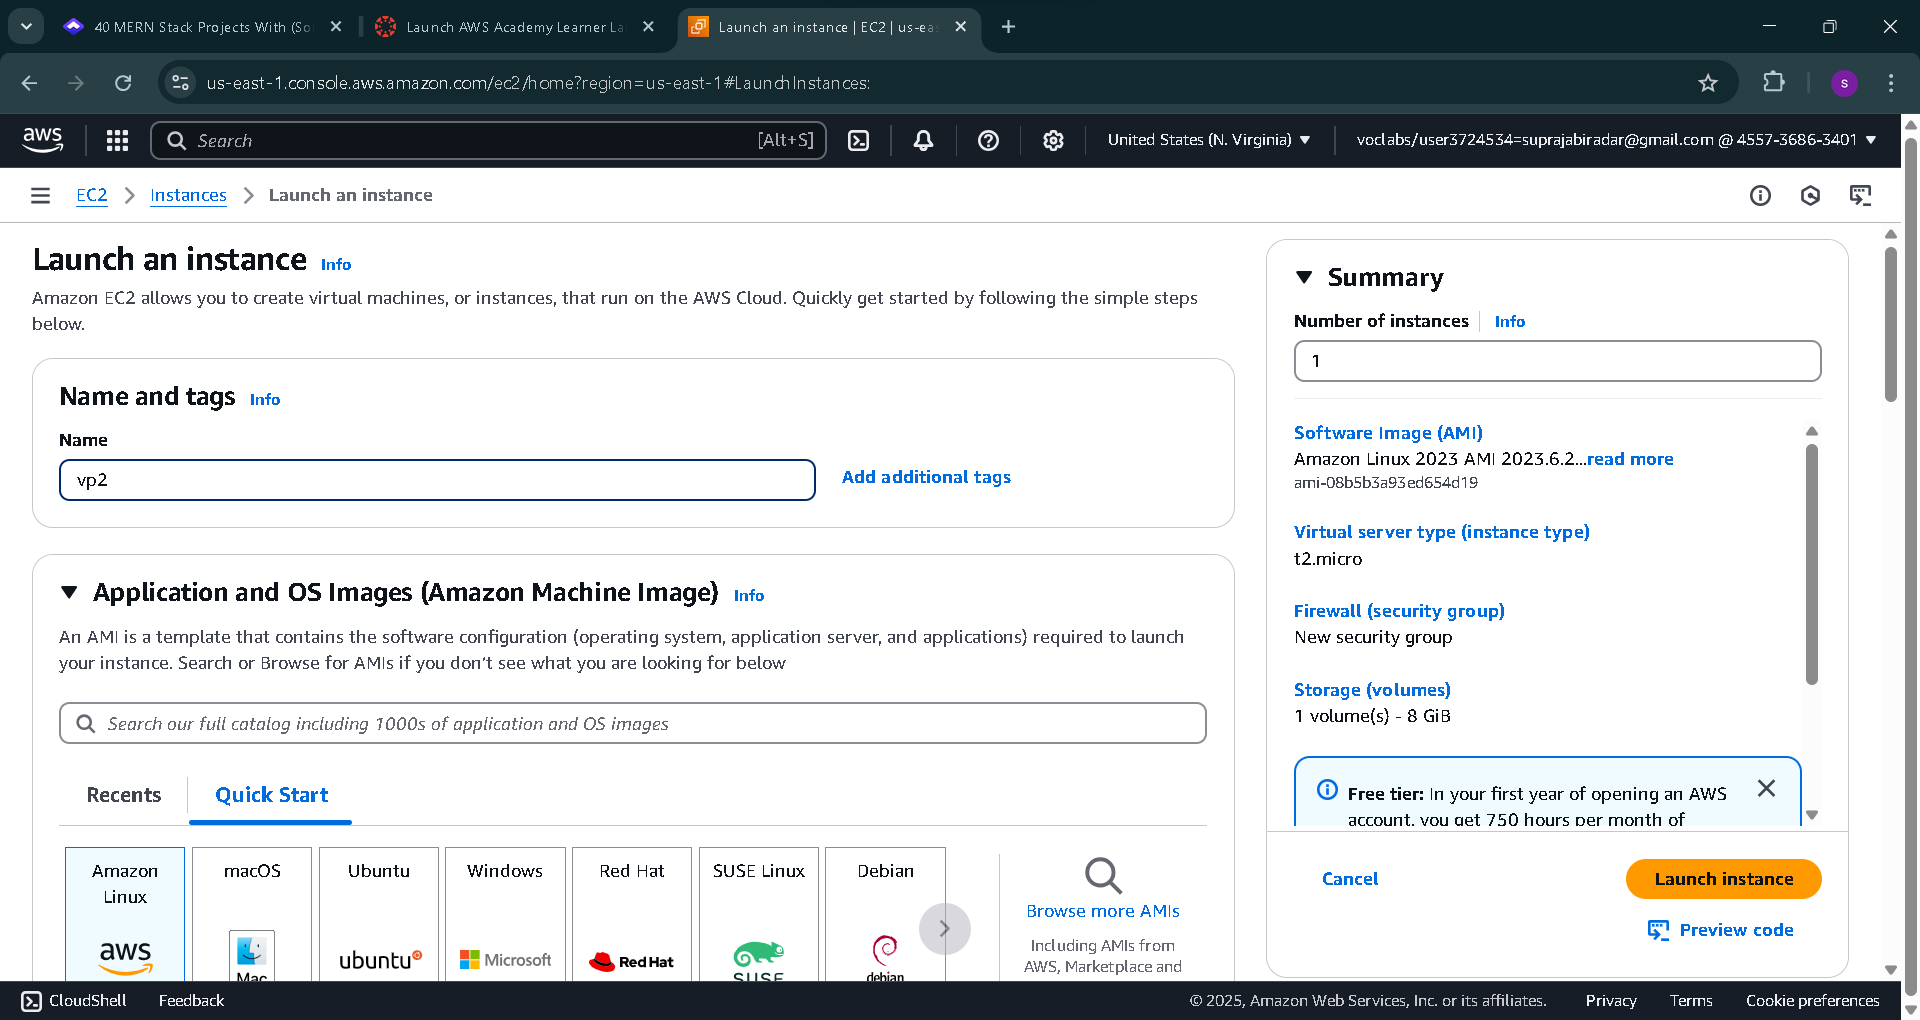 40 MERN Stack Projects With (So
Launch AWS Academy Learner La
Launch an instance | EC2 | us-eas
us-east-1.console.aws.amazon.com/ec2/home?region=us-east-1#LaunchInstances:
s
aws
Search
[Alt+S]
United States (N. Virginia)
voclabs/user3724534=suprajabiradar@gmail.com @ 4557-3686-3401
EC2
Instances
Launch an instance
Launch an instance Info
Amazon EC2 allows you to create virtual machines, or instances, that run on the AWS Cloud. Quickly get started by following the simple steps
below.
Name and tags Info
Name
vp2
Add additional tags
Application and OS Images (Amazon Machine Image) Info
An AMI is a template that contains the software configuration (operating system, application server, and applications) required to launch
your instance. Search or Browse for AMIs if you don't see what you are looking for below
Search our full catalog including 1000s of application and OS images
Recents
Quick Start
Amazon
Linux
aws
macOS
Mac
Ubuntu
ubuntu
Windows
Microsoft
Red Hat
Red Hat
SUSE Linux
SUSE
Debian
debian
Browse more AMIs
Including AMIs from
AWS, Marketplace and
Summary
Number of instances Info
1
Software Image (AMI)
Amazon Linux 2023 AMI 2023.6.2...read more
ami-08b5b3a93ed654d19
Virtual server type (instance type)
t2.micro
Firewall (security group)
New security group
Storage (volumes)
1 volume(s) - 8 GiB
Free tier: In your first year of opening an AWS
account, you get 750 hours per month of
Cancel
Launch instance
Preview code
CloudShell
Feedback
© 2025, Amazon Web Services, Inc. or its affiliates.
Privacy
Terms
Cookie preferences